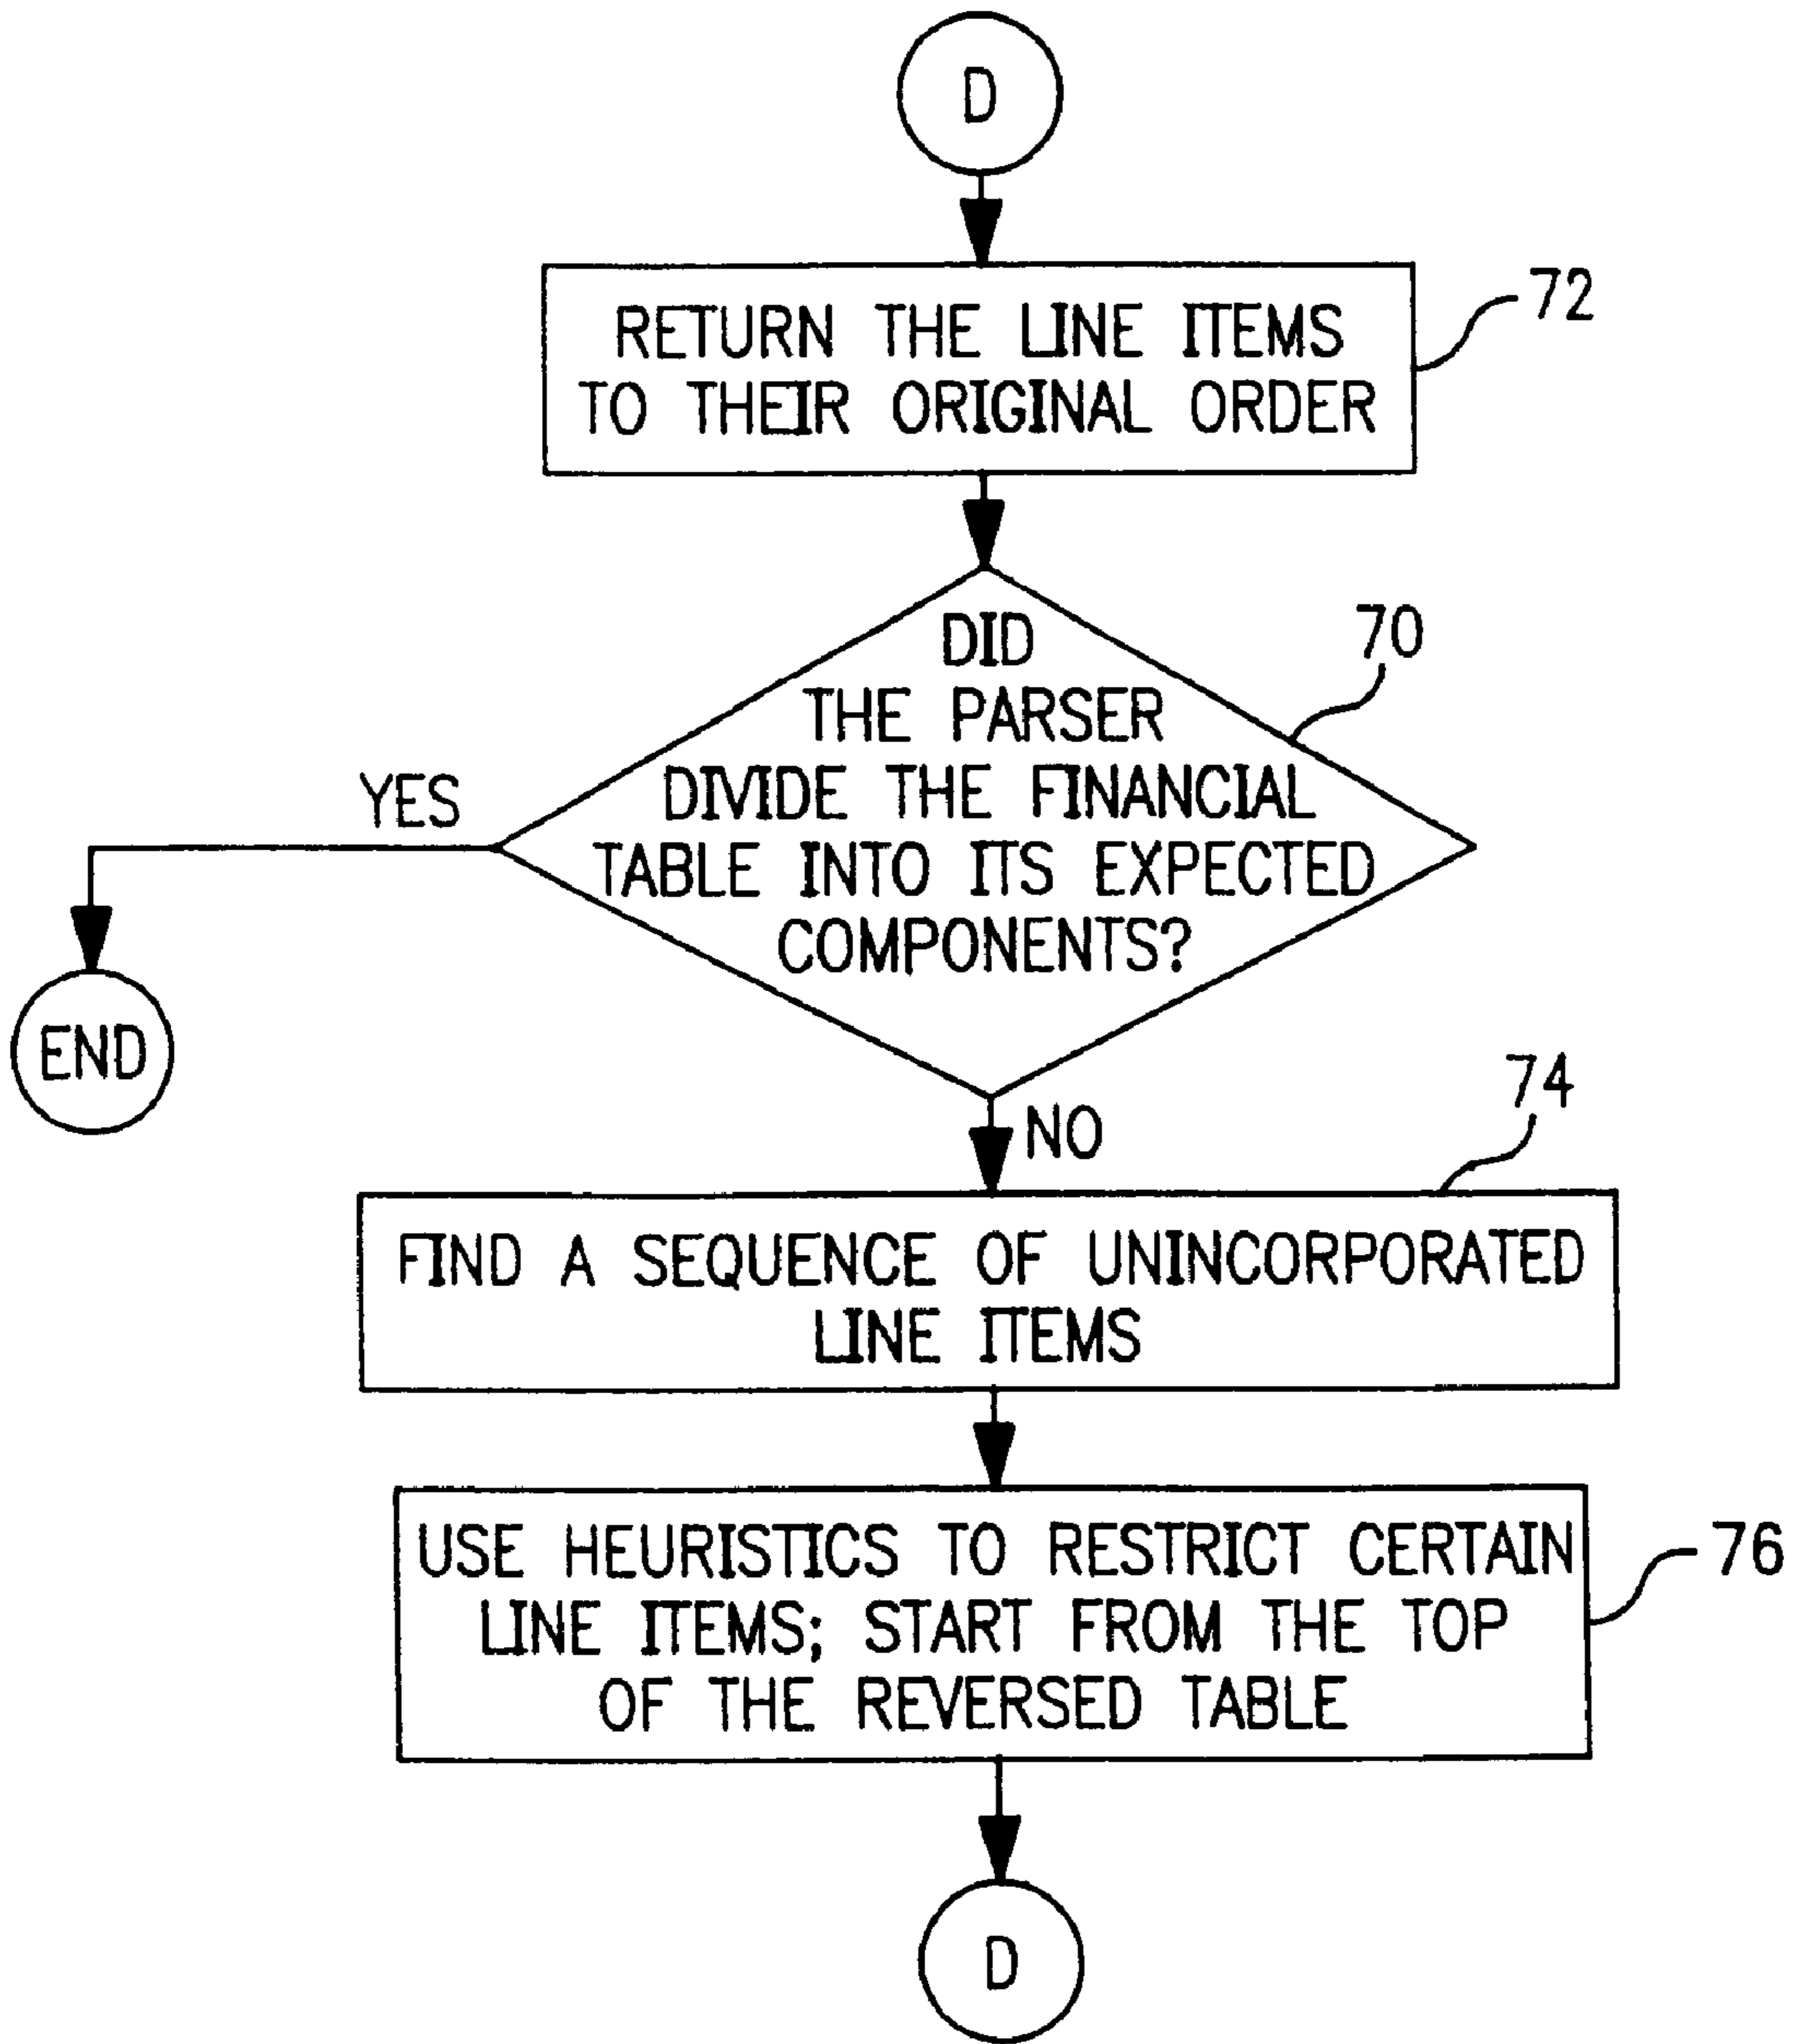 D
RETURN THE LINE ITEMS
TO THEIR ORIGINAL ORDER
72
DID
THE PARSER
DIVIDE THE FINANCIAL
TABLE INTO ITS EXPECTED
COMPONENTS?
70
YES
END
NO
74
FIND A SEQUENCE OF UNINCORPORATED
LINE ITEMS
USE HEURISTICS TO RESTRICT CERTAIN
LINE ITEMS; START FROM THE TOP
OF THE REVERSED TABLE
76
D